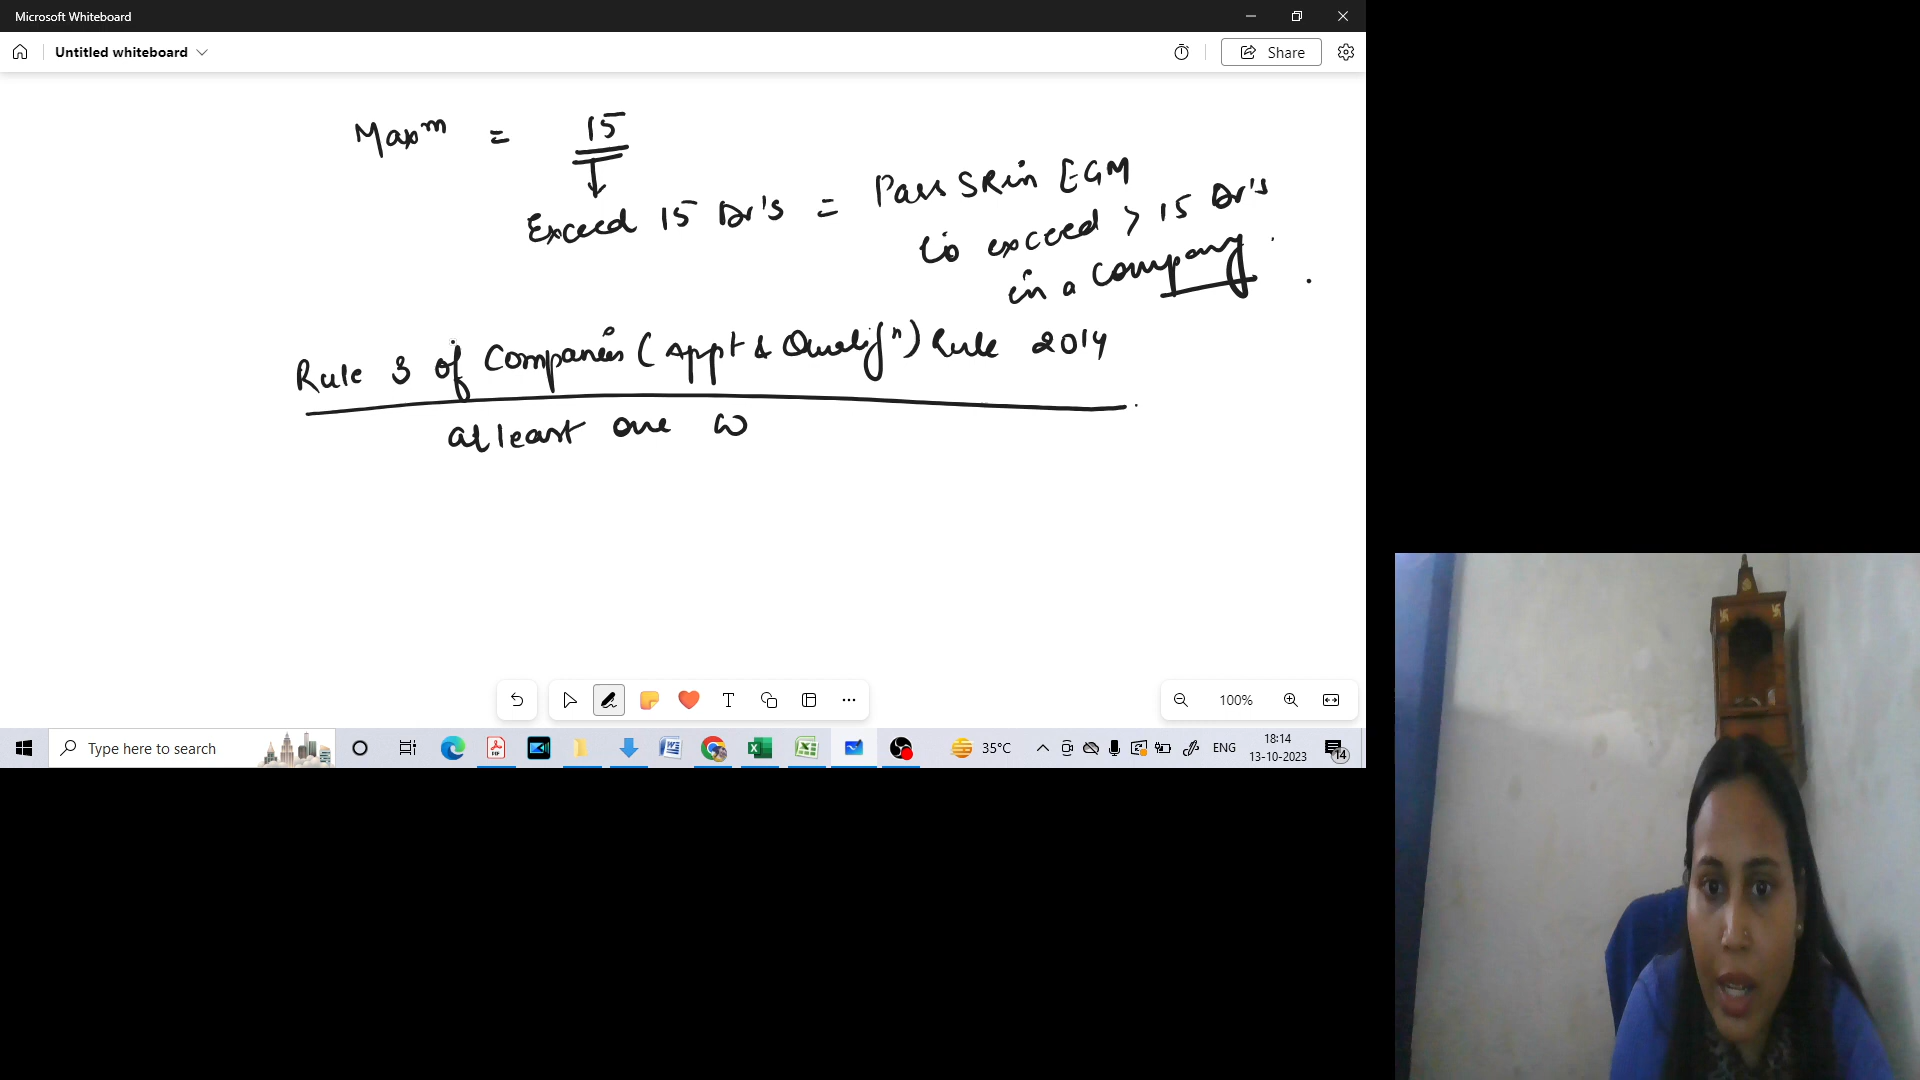 Microsoft Whiteboard
Untitled whiteboard
Share
Maxᵐ = 15
Exceed 15 Dr's = Pass SR in EGM
to exceed > 15 Dr's
in a company.
Rule 3 of Companies (Appt & Qualifⁿ) Rule 2014
atleast one w
100%
Type here to search
35°C
ENG
18:14
13-10-2023
14